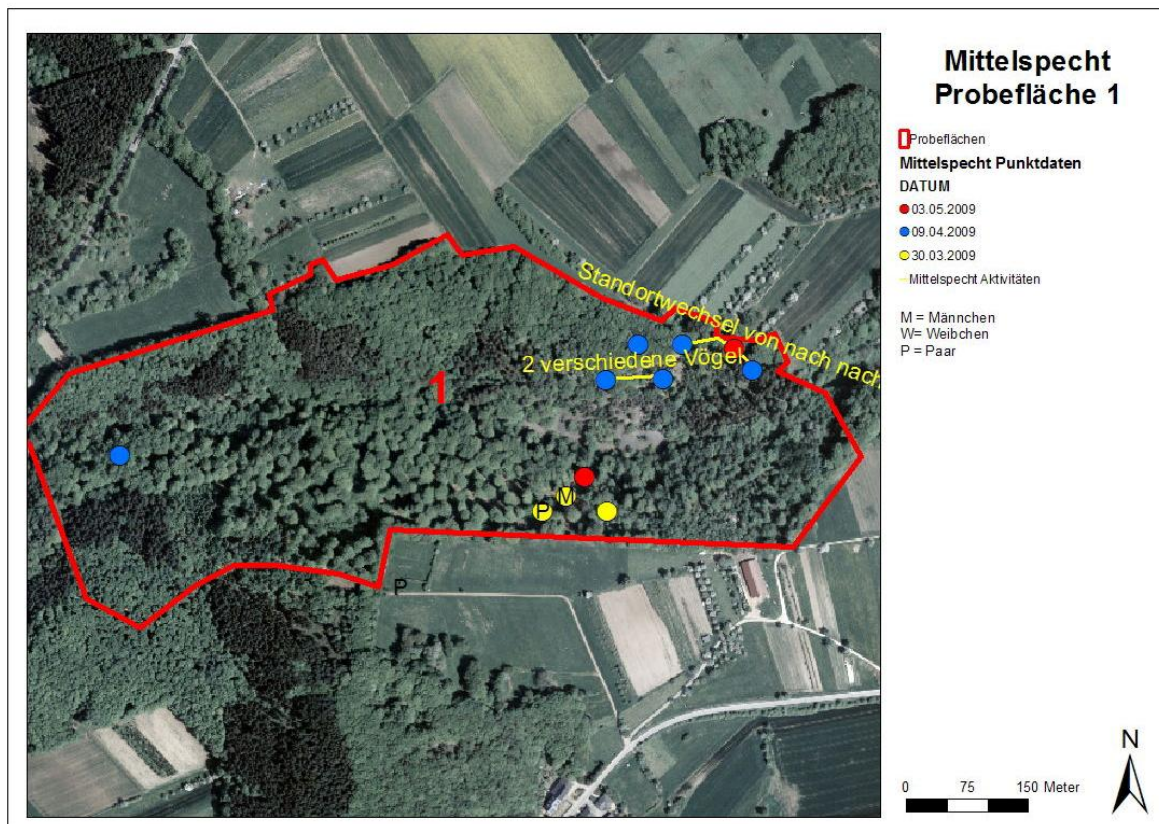 Mittelspecht
Probefläche 1
Probeflächen
Mittelspecht Punktdaten
DATUM
03.05.2009
09.04.2009
30.03.2009
Mittelspecht Aktivitäten
M = Männchen
W= Weibchen
P = Paar
Standortwechsel von nach nach
2 verschiedene Vögel
1
M
P
P
N
0 75 150 Meter